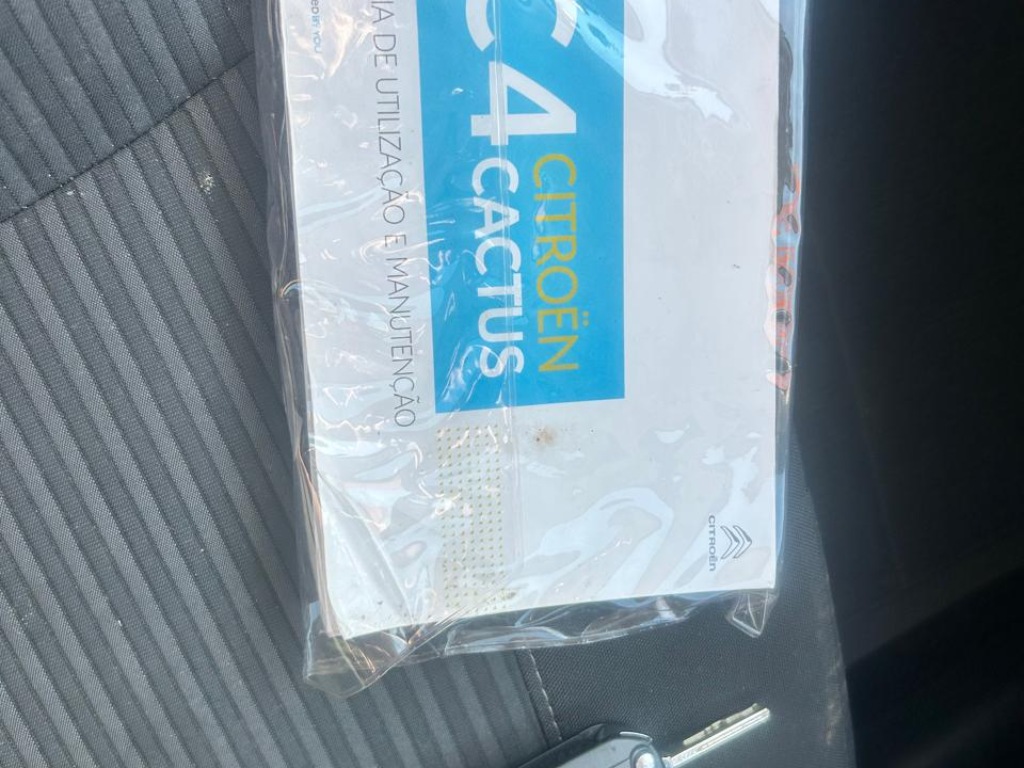 CITROËN
C4 CACTUS
IA DE UTILIZAÇÃO E MANUTENÇÃO
CITROËN